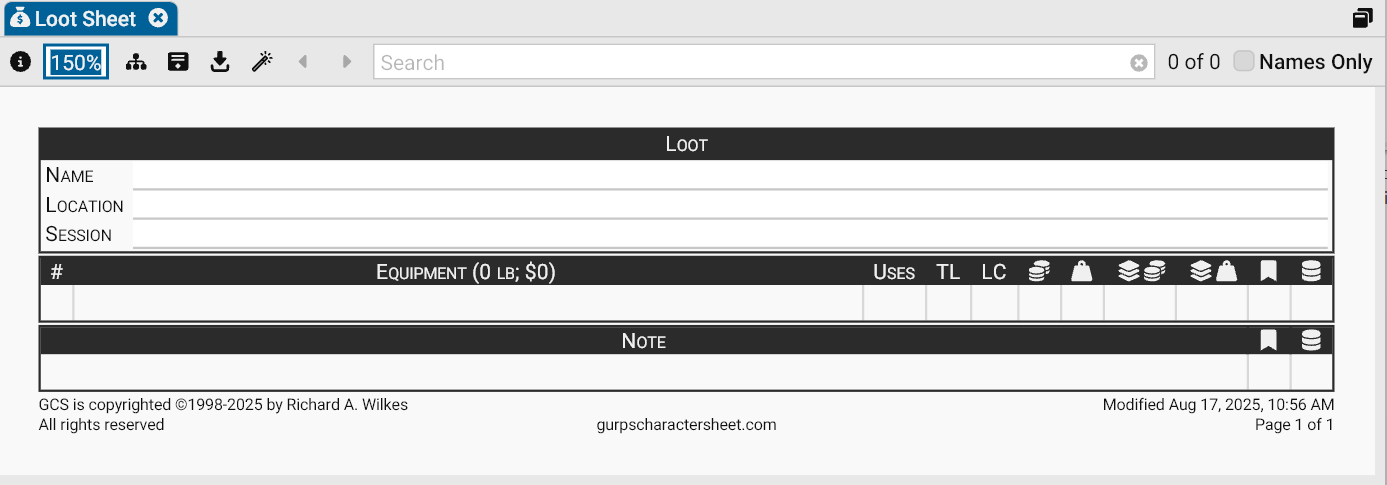 Loot Sheet
150%
Search
0 of 0
Names Only
Loot
Name
Location
Session
# Equipment (0 lb; $0) Uses TL LC
Note
GCS is copyrighted ©1998-2025 by Richard A. Wilkes
Modified Aug 17, 2025, 10:56 AM
All rights reserved
gurpscharactersheet.com
Page 1 of 1